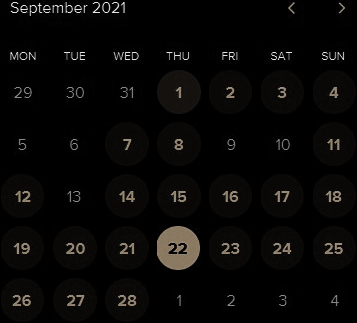 September 2021
MON TUE WED THU FRI SAT SUN
29 30 31 1 2 3 4
5 6 7 8 9 10 11
12 13 14 15 16 17 18
19 20 21 22 23 24 25
26 27 28 1 2 3 4